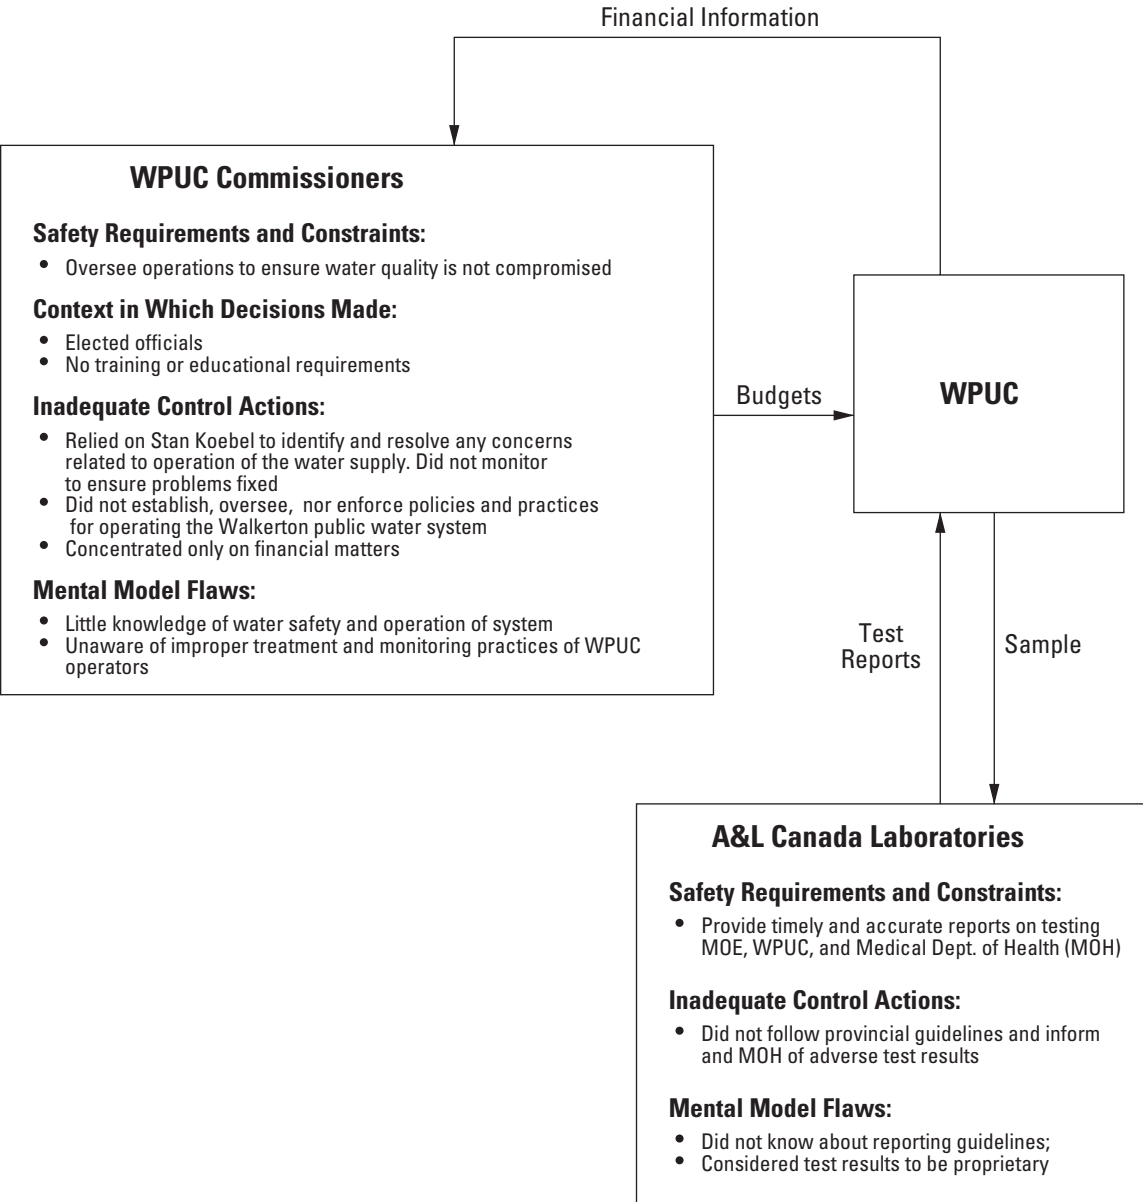 Financial Information
WPUC Commissioners
Safety Requirements and Constraints:
• Oversee operations to ensure water quality is not compromised
Context in Which Decisions Made:
• Elected officials
• No training or educational requirements
Inadequate Control Actions:
• Relied on Stan Koebel to identify and resolve any concerns
related to operation of the water supply. Did not monitor
to ensure problems fixed
• Did not establish, oversee, nor enforce policies and practices
for operating the Walkerton public water system
• Concentrated only on financial matters
Mental Model Flaws:
• Little knowledge of water safety and operation of system
• Unaware of improper treatment and monitoring practices of WPUC
operators
Budgets
WPUC
Test
Reports
Sample
A&L Canada Laboratories
Safety Requirements and Constraints:
• Provide timely and accurate reports on testing
MOE, WPUC, and Medical Dept. of Health (MOH)
Inadequate Control Actions:
• Did not follow provincial guidelines and inform
and MOH of adverse test results
Mental Model Flaws:
• Did not know about reporting guidelines;
• Considered test results to be proprietary